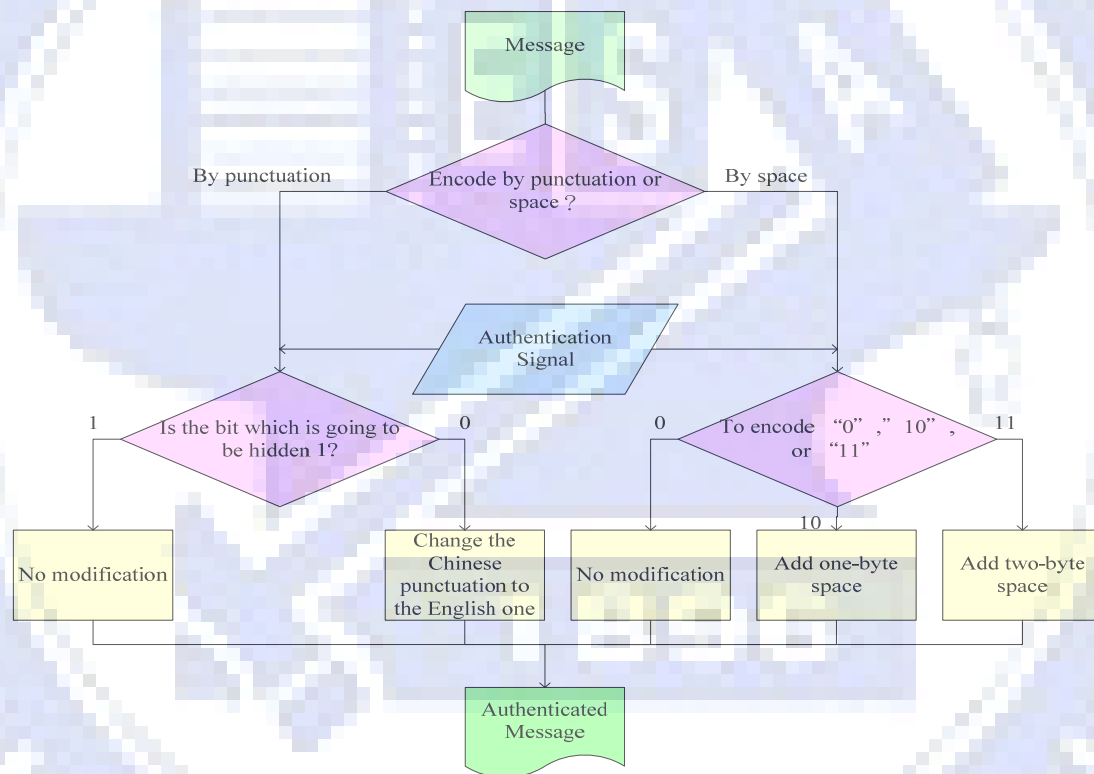 Message
By punctuation
Encode by punctuation or
space ?
By space
Authentication
Signal
1
Is the bit which is going to
be hidden 1?
0
0
To encode “0” ,” 10” ,
or “11”
11
10
No modification
Change the
Chinese
punctuation to
the English one
No modification
Add one-byte
space
Add two-byte
space
Authenticated
Message